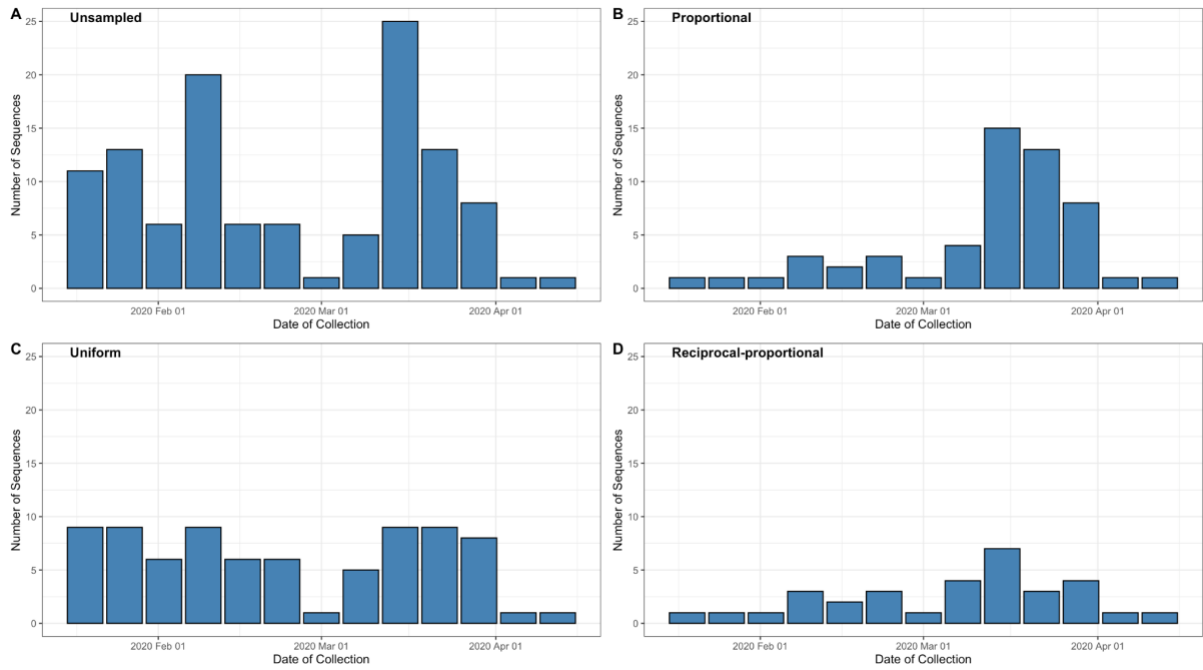 A Unsampled
25
20
15
10
5
0
Number of Sequences
2020 Feb 01 2020 Mar 01 2020 Apr 01
Date of Collection
B Proportional
25
20
15
10
5
0
Number of Sequences
2020 Feb 01 2020 Mar 01 2020 Apr 01
Date of Collection
C Uniform
25
20
15
10
5
0
Number of Sequences
2020 Feb 01 2020 Mar 01 2020 Apr 01
Date of Collection
D Reciprocal-proportional
25
20
15
10
5
0
Number of Sequences
2020 Feb 01 2020 Mar 01 2020 Apr 01
Date of Collection